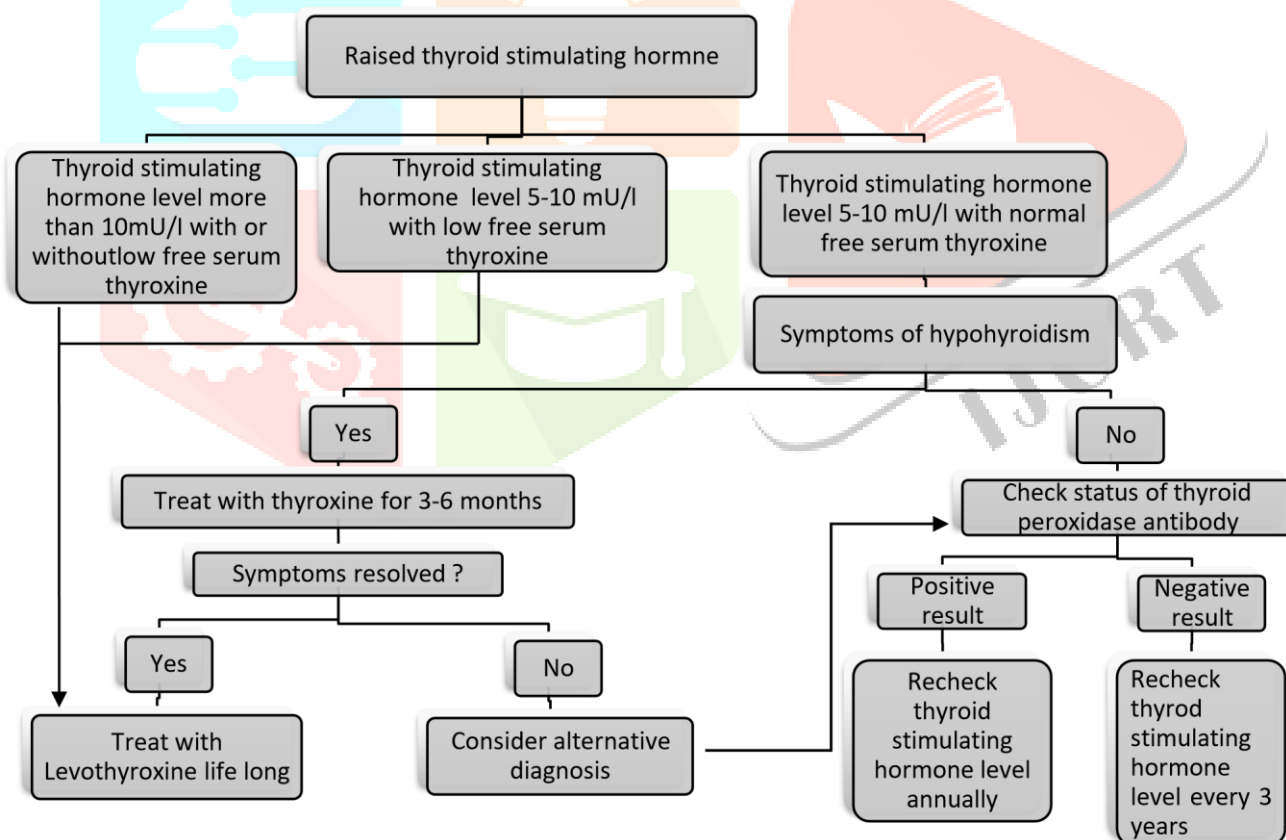 Raised thyroid stimulating hormne
Thyroid stimulating
hormone level more
than 10mU/l with or
withoutlow free serum
thyroxine
Thyroid stimulating
hormone level 5-10 mU/l
with low free serum
thyroxine
Thyroid stimulating hormone
level 5-10 mU/l with normal
free serum thyroxine
Symptoms of hypohyroidism
Yes
No
Treat with thyroxine for 3-6 months
Check status of thyroid
peroxidase antibody
Symptoms resolved ?
Positive
result
Negative
result
Yes
No
Recheck
thyroid
stimulating
hormone level
annually
Recheck
thyrod
stimulating
hormone
level every 3
years
Treat with
Levothyroxine life long
Consider alternative
diagnosis
IJCRT